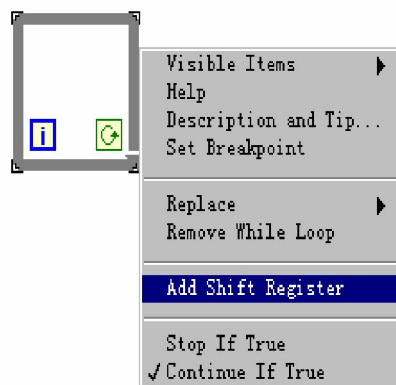 i
Visible Items
Help
Description and Tip...
Set Breakpoint
Replace
Remove While Loop
Add Shift Register
Stop If True
✓ Continue If True